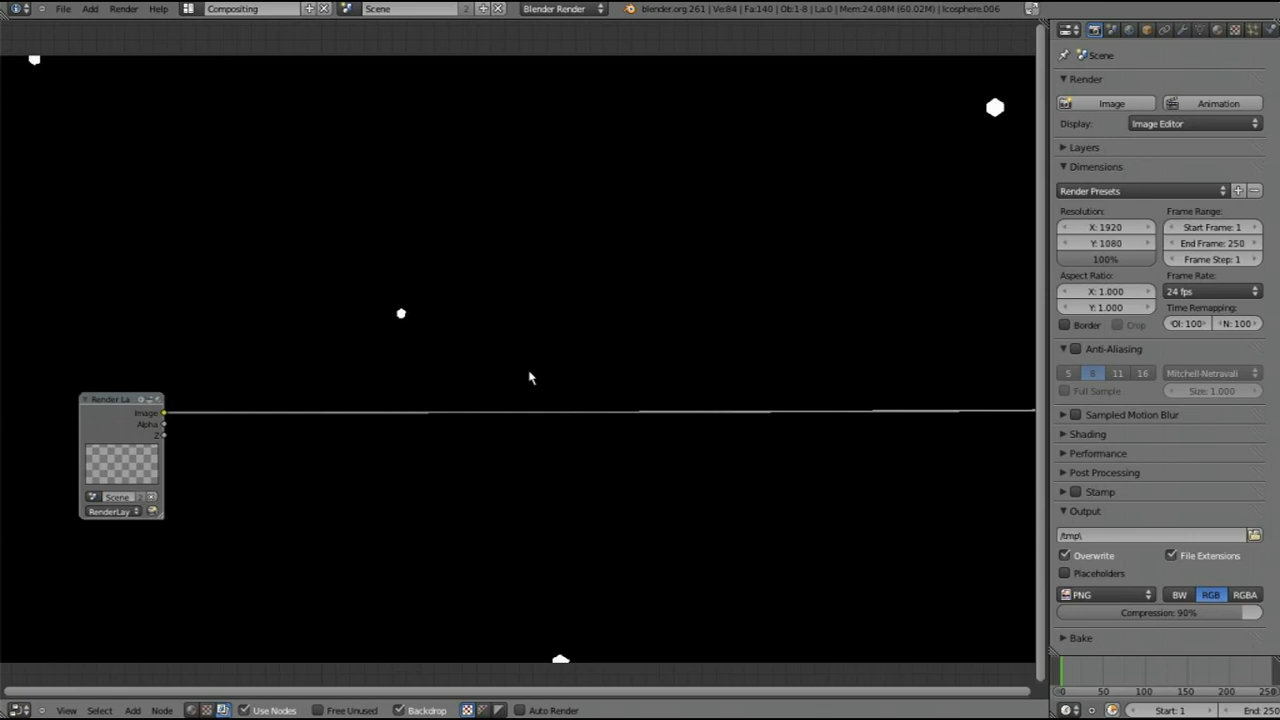 File Add Render Help Compositing Scene 2 Blender Render blender.org 261 | Ve:84 | Fa:140 | Ob:1-8 | La:0 | Mem:24.08M (60.02M) | Icosphere.006
Scene
Render
Image Animation
Display: Image Editor
Layers
Dimensions
Render Presets
Resolution: Frame Range:
X: 1920 Start Frame: 1
Y: 1080 End Frame: 250
100% Frame Step: 1
Aspect Ratio: Frame Rate:
X: 1.000 24 fps
Y: 1.000 Time Remapping:
Border Crop Ol: 100 N: 100
Anti-Aliasing
5 8 11 16 Mitchell-Netravali
Full Sample Size: 1.000
Sampled Motion Blur
Shading
Performance
Post Processing
Stamp
Output
/tmp\
Overwrite File Extensions
Placeholders
PNG BW RGB RGBA
Compression: 90%
Bake
Render La
Image
Alpha
Z
Scene 2
RenderLay
0 50 100 150 200 250
View Select Add Node Use Nodes Free Unused Backdrop Auto Render Start: 1 End: 250